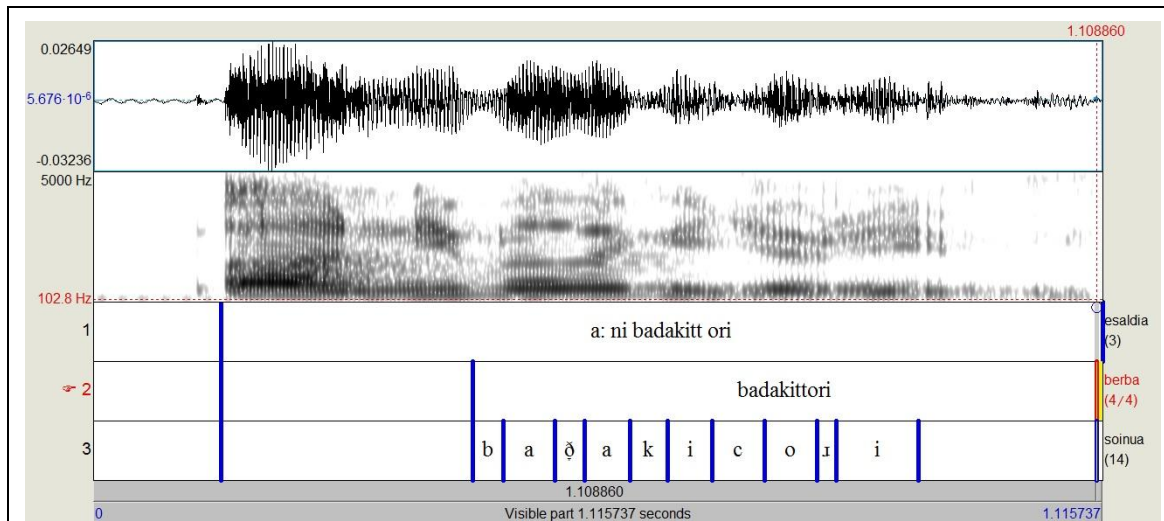 1.108860
0.02649
5.676·10⁻⁶
-0.03236
5000 Hz
102.8 Hz
1 a: ni badakitt ori esaldia (3)
☞ 2 badakittori berba (4/4)
3 b a ð̞ a k i c o ɹ i soinua (14)
1.108860
0 Visible part 1.115737 seconds 1.115737